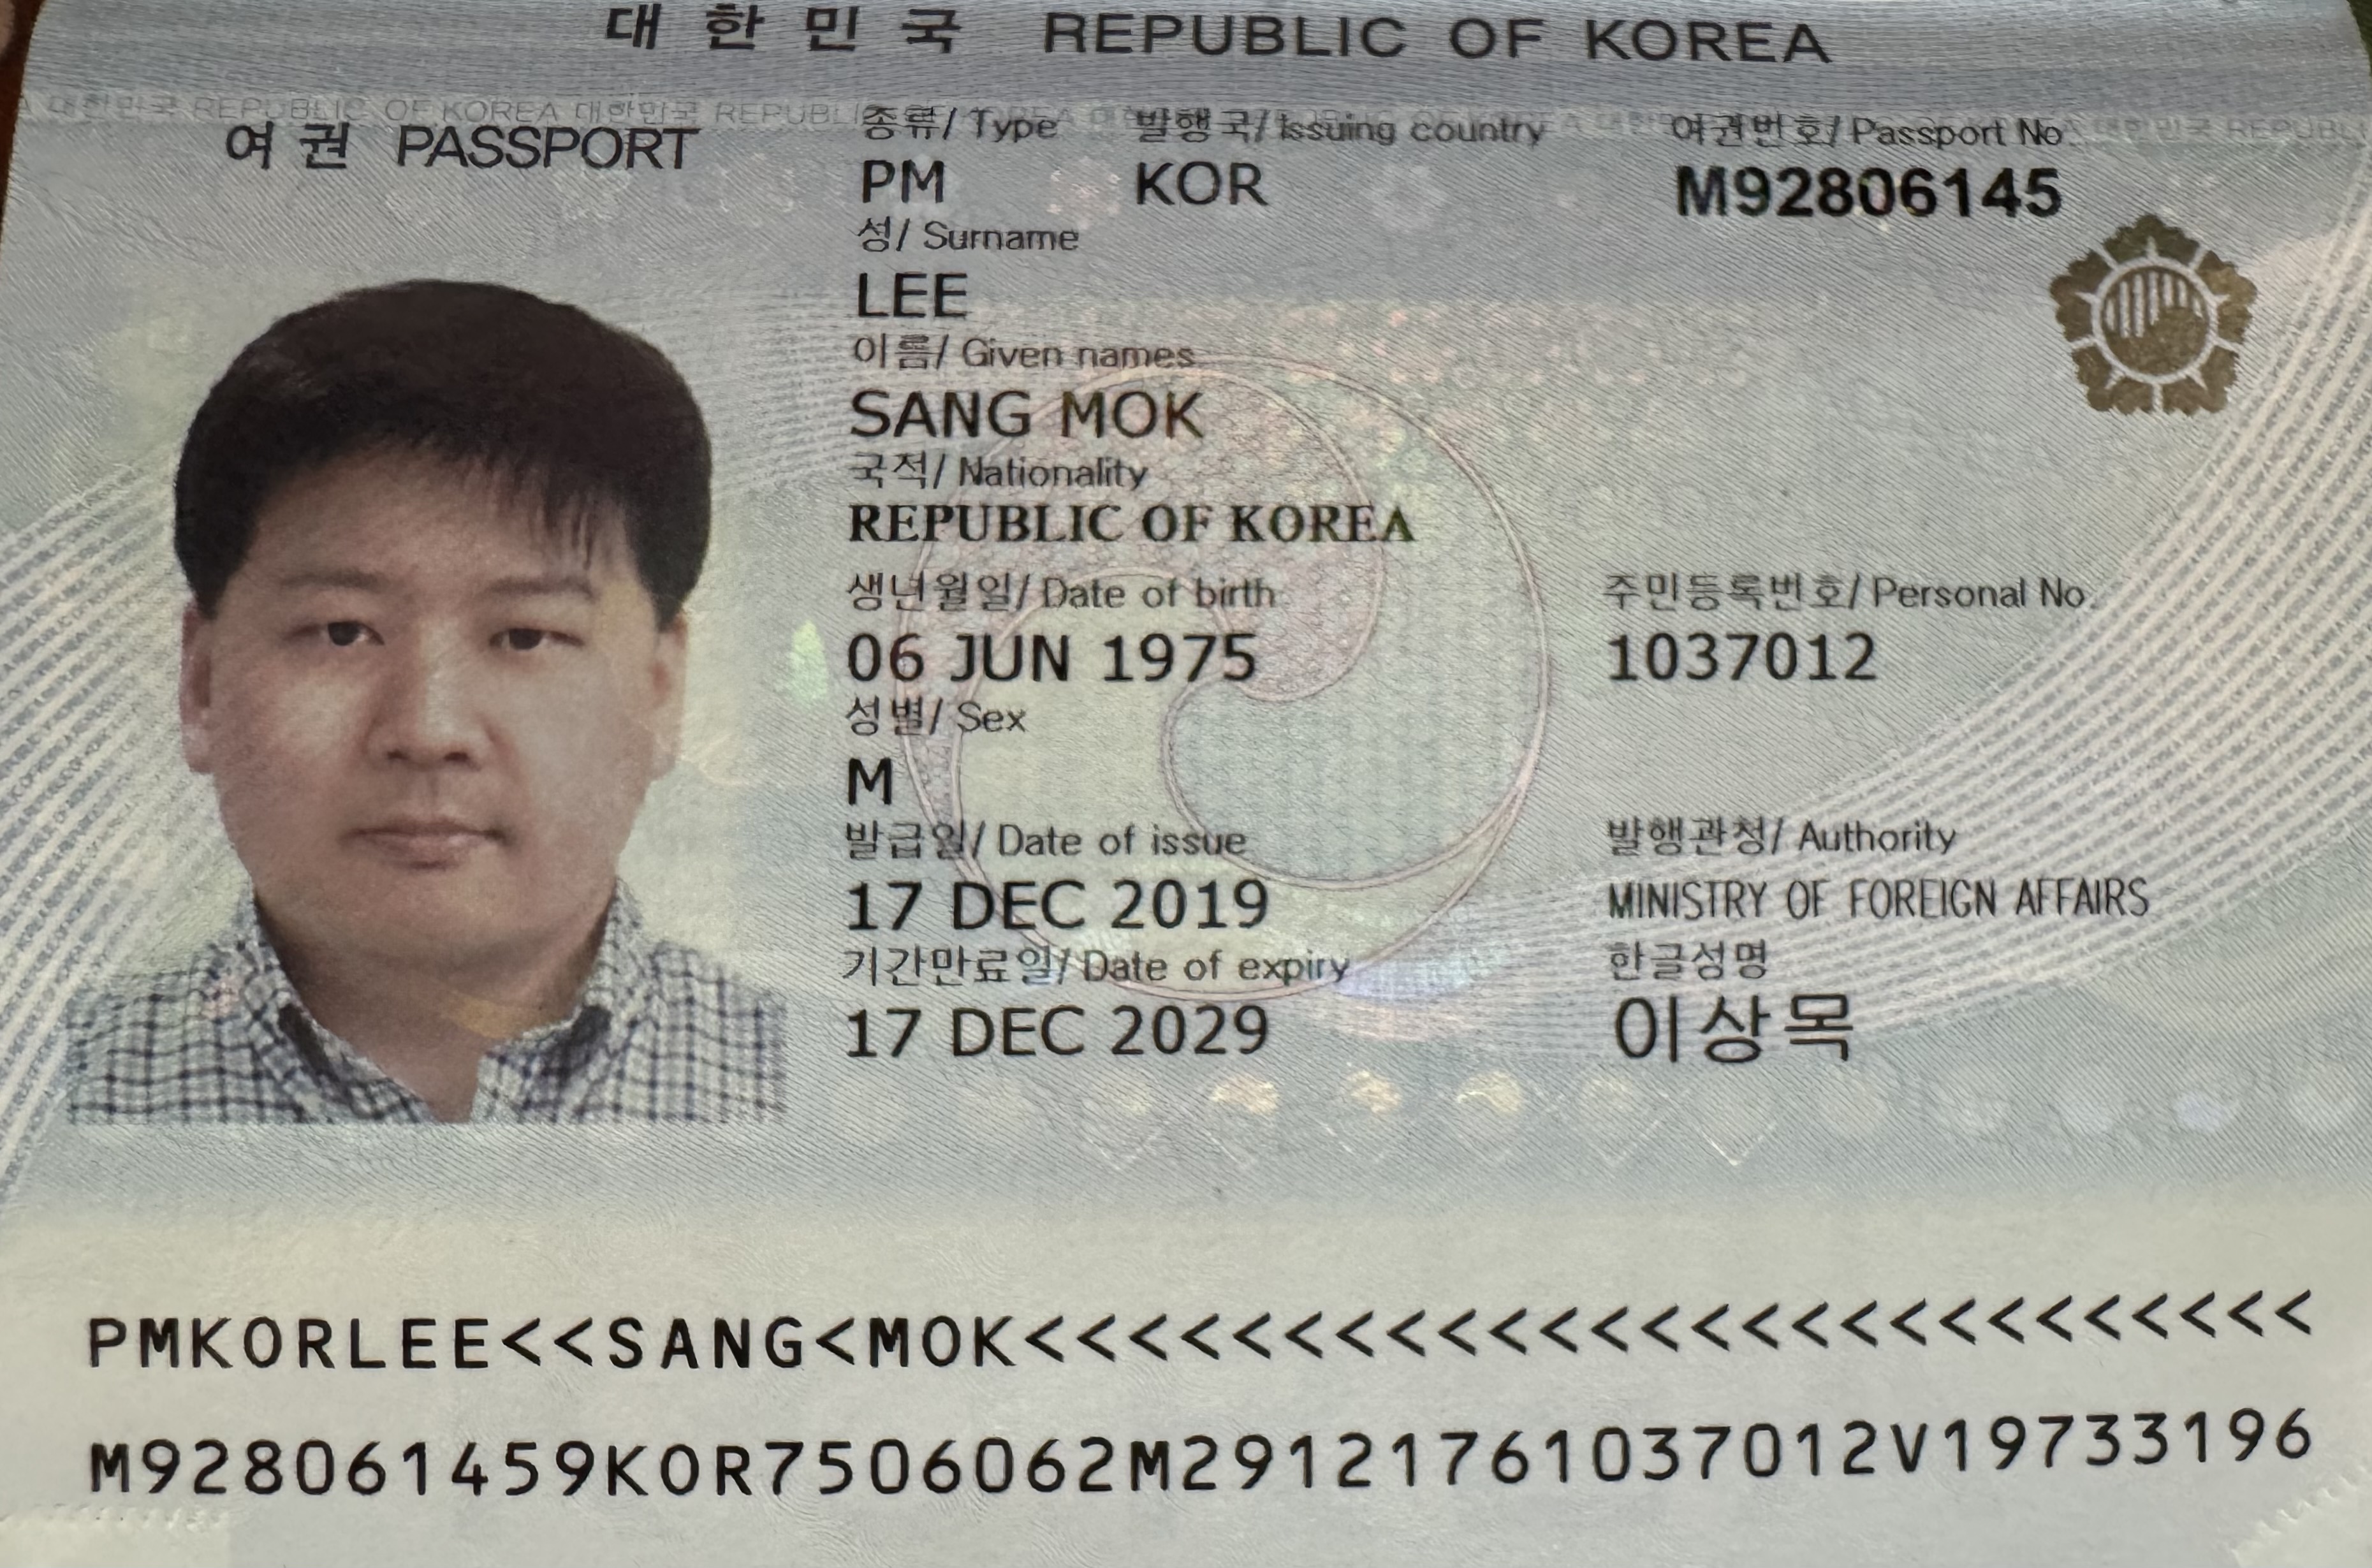 대한민국 REPUBLIC OF KOREA
여권 PASSPORT
종류/ Type 발행국/ Issuing country 여권번호/ Passport No.
PM KOR M92806145
성/ Surname
LEE
이름/ Given names
SANG MOK
국적/ Nationality
REPUBLIC OF KOREA
생년월일/ Date of birth 주민등록번호/ Personal No.
06 JUN 1975 1037012
성별/ Sex
M
발급일/ Date of issue 발행관청/ Authority
17 DEC 2019 MINISTRY OF FOREIGN AFFAIRS
기간만료일/ Date of expiry 한글성명
17 DEC 2029 이상목
PMKORLEE<<SANG<MOK<<<<<<<<<<<<<<<<<<<<<<<<<<
M928061459KOR7506062M29121761037012V19733196